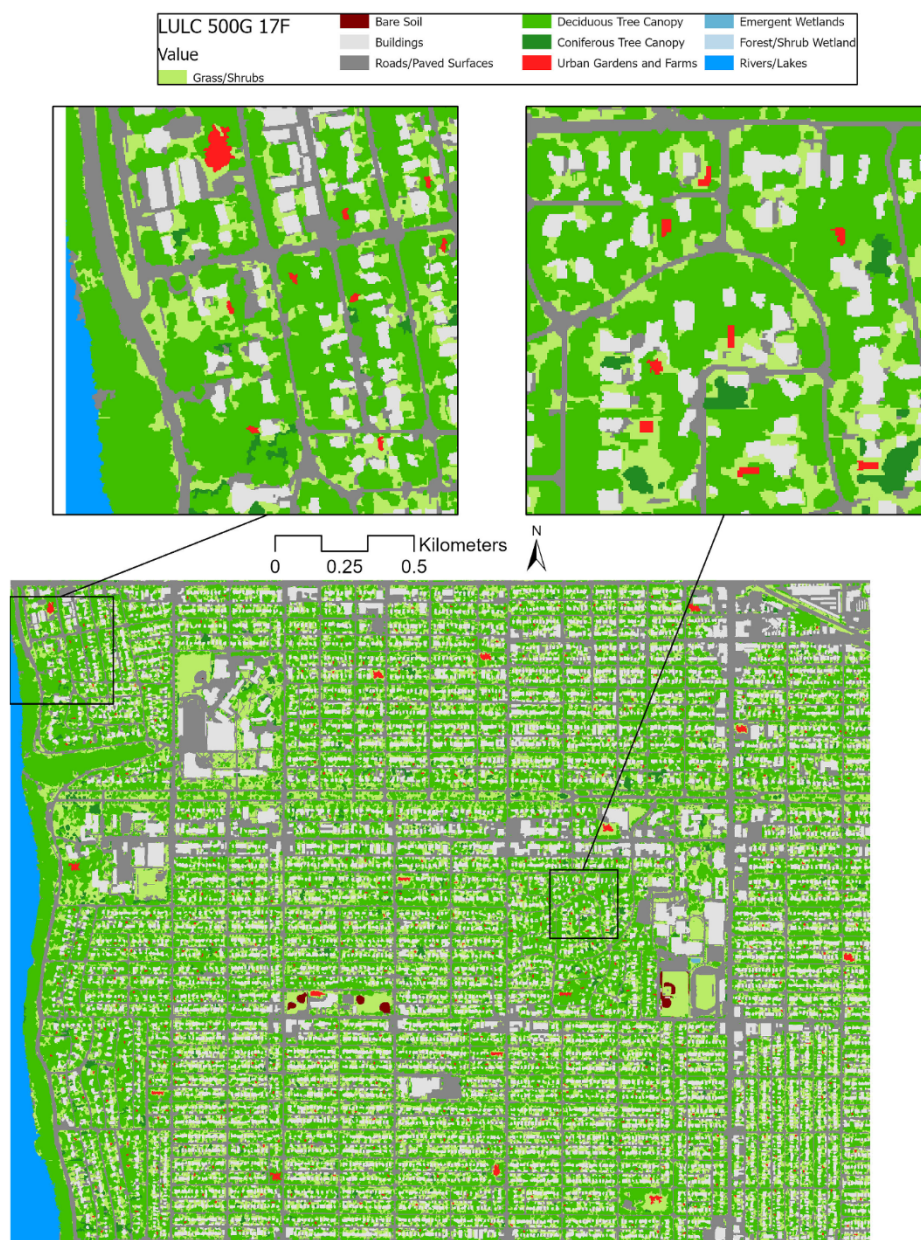 LULC 500G 17F
Value
Grass/Shrubs
Bare Soil
Buildings
Roads/Paved Surfaces
Deciduous Tree Canopy
Coniferous Tree Canopy
Urban Gardens and Farms
Emergent Wetlands
Forest/Shrub Wetland
Rivers/Lakes
Kilometers
0 0.25 0.5
N